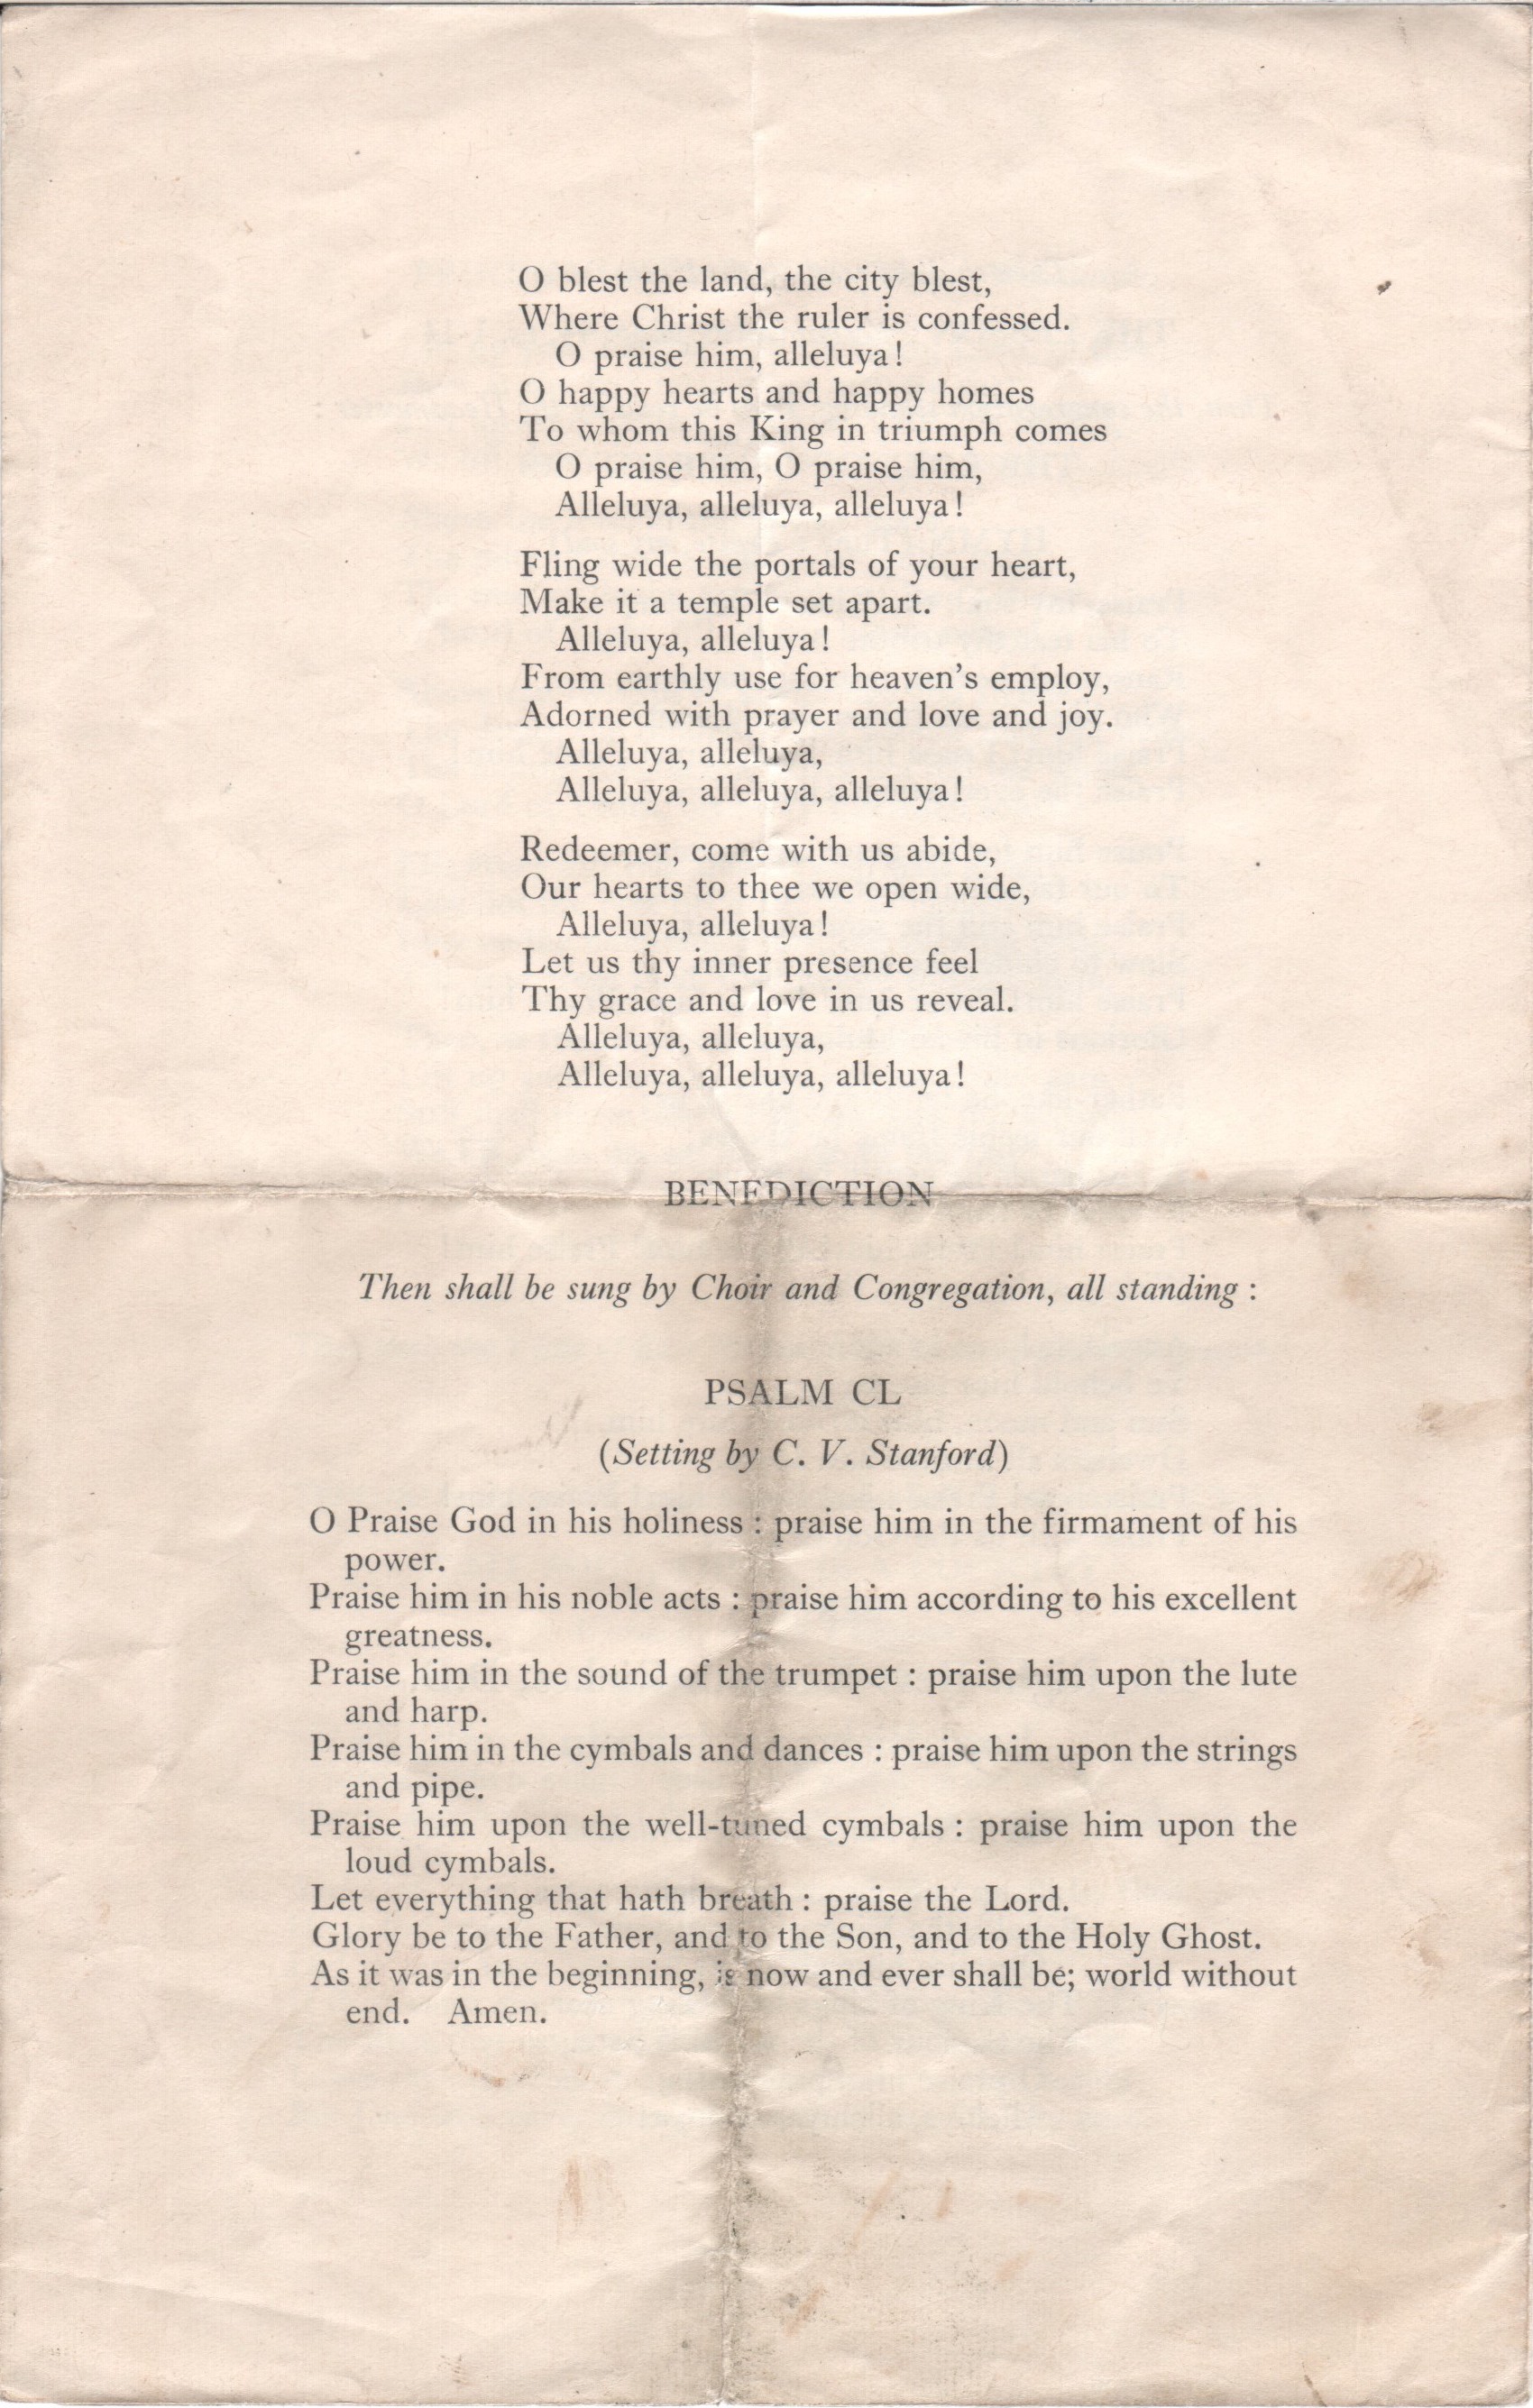 O blest the land, the city blest,
Where Christ the ruler is confessed.
O praise him, alleluya!
O happy hearts and happy homes
To whom this King in triumph comes
O praise him, O praise him,
Alleluya, alleluya, alleluya!
Fling wide the portals of your heart,
Make it a temple set apart.
Alleluya, alleluya!
From earthly use for heaven's employ,
Adorned with prayer and love and joy.
Alleluya, alleluya,
Alleluya, alleluya, alleluya!
Redeemer, come with us abide,
Our hearts to thee we open wide,
Alleluya, alleluya!
Let us thy inner presence feel
Thy grace and love in us reveal.
Alleluya, alleluya,
Alleluya, alleluya, alleluya!
BENEDICTION
Then shall be sung by Choir and Congregation, all standing :
PSALM CL
(Setting by C. V. Stanford)
O Praise God in his holiness : praise him in the firmament of his
power.
Praise him in his noble acts : praise him according to his excellent
greatness.
Praise him in the sound of the trumpet : praise him upon the lute
and harp.
Praise him in the cymbals and dances : praise him upon the strings
and pipe.
Praise him upon the well-tuned cymbals : praise him upon the
loud cymbals.
Let everything that hath breath : praise the Lord.
Glory be to the Father, and to the Son, and to the Holy Ghost.
As it was in the beginning, is now and ever shall be; world without
end. Amen.